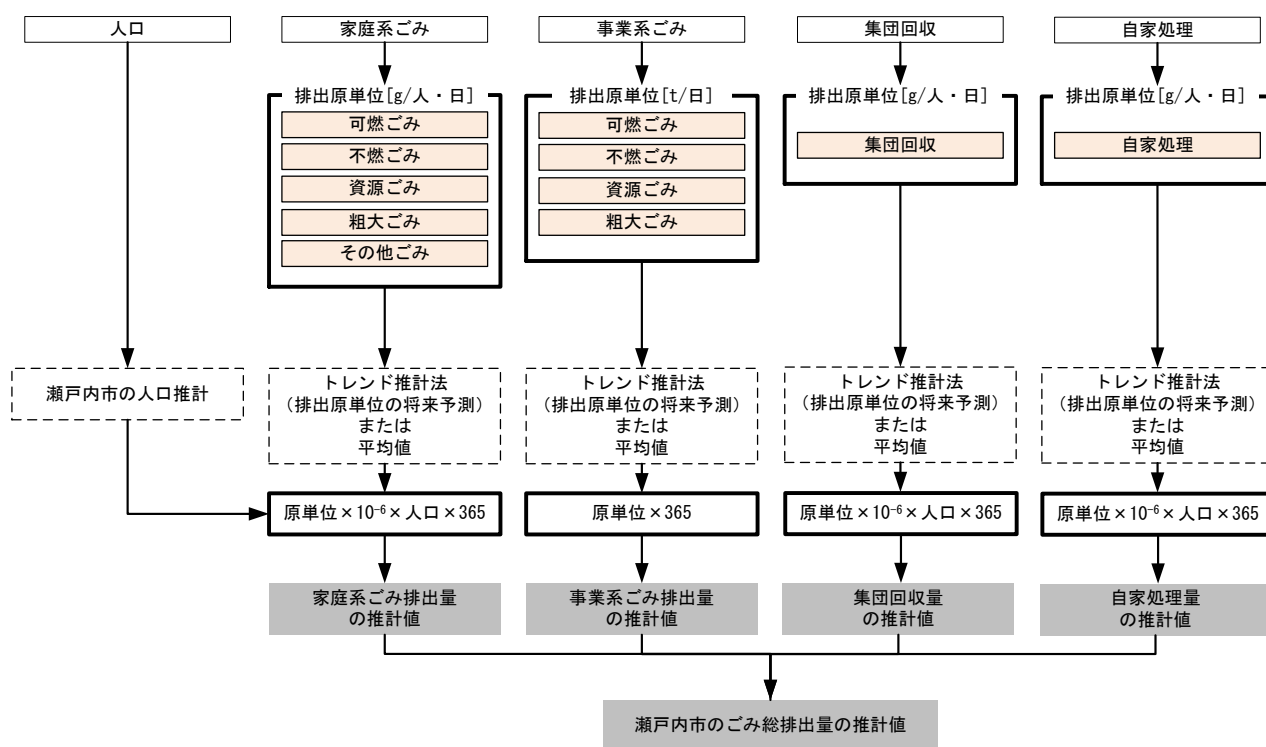 人口
家庭系ごみ
事業系ごみ
集団回収
自家処理
排出原単位[g/人・日]
可燃ごみ
不燃ごみ
資源ごみ
粗大ごみ
その他ごみ
排出原単位[t/日]
可燃ごみ
不燃ごみ
資源ごみ
粗大ごみ
排出原単位[g/人・日]
集団回収
排出原単位[g/人・日]
自家処理
瀬戸内市の人口推計
トレンド推計法
(排出原単位の将来予測)
または
平均値
トレンド推計法
(排出原単位の将来予測)
または
平均値
トレンド推計法
(排出原単位の将来予測)
または
平均値
トレンド推計法
(排出原単位の将来予測)
または
平均値
原単位×10⁻⁶×人口×365
原単位×365
原単位×10⁻⁶×人口×365
原単位×10⁻⁶×人口×365
家庭系ごみ排出量
の推計値
事業系ごみ排出量
の推計値
集団回収量
の推計値
自家処理量
の推計値
瀬戸内市のごみ総排出量の推計値